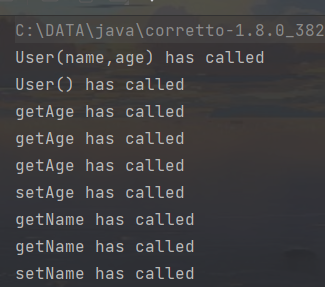 C:\DATA\java\corretto-1.8.0_382
User(name,age) has called
User() has called
getAge has called
getAge has called
getAge has called
setAge has called
getName has called
getName has called
setName has called